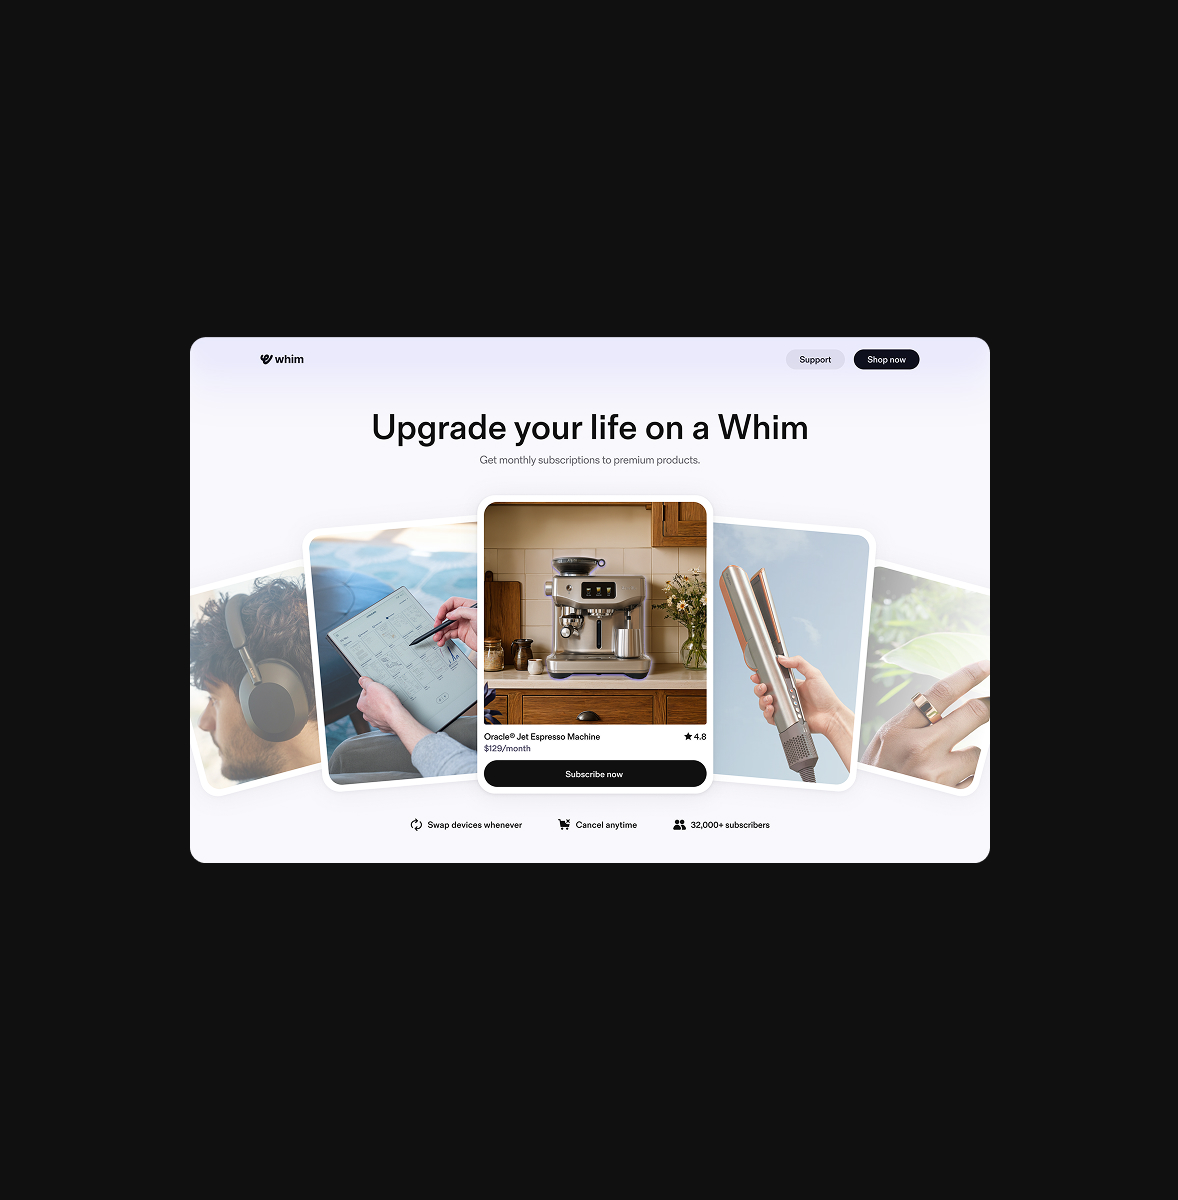 whim
Support
Shop now
Upgrade your life on a Whim
Get monthly subscriptions to premium products.
Oracle® Jet Espresso Machine
4.8
$129/month
Subscribe now
Swap devices whenever
Cancel anytime
32,000+ subscribers